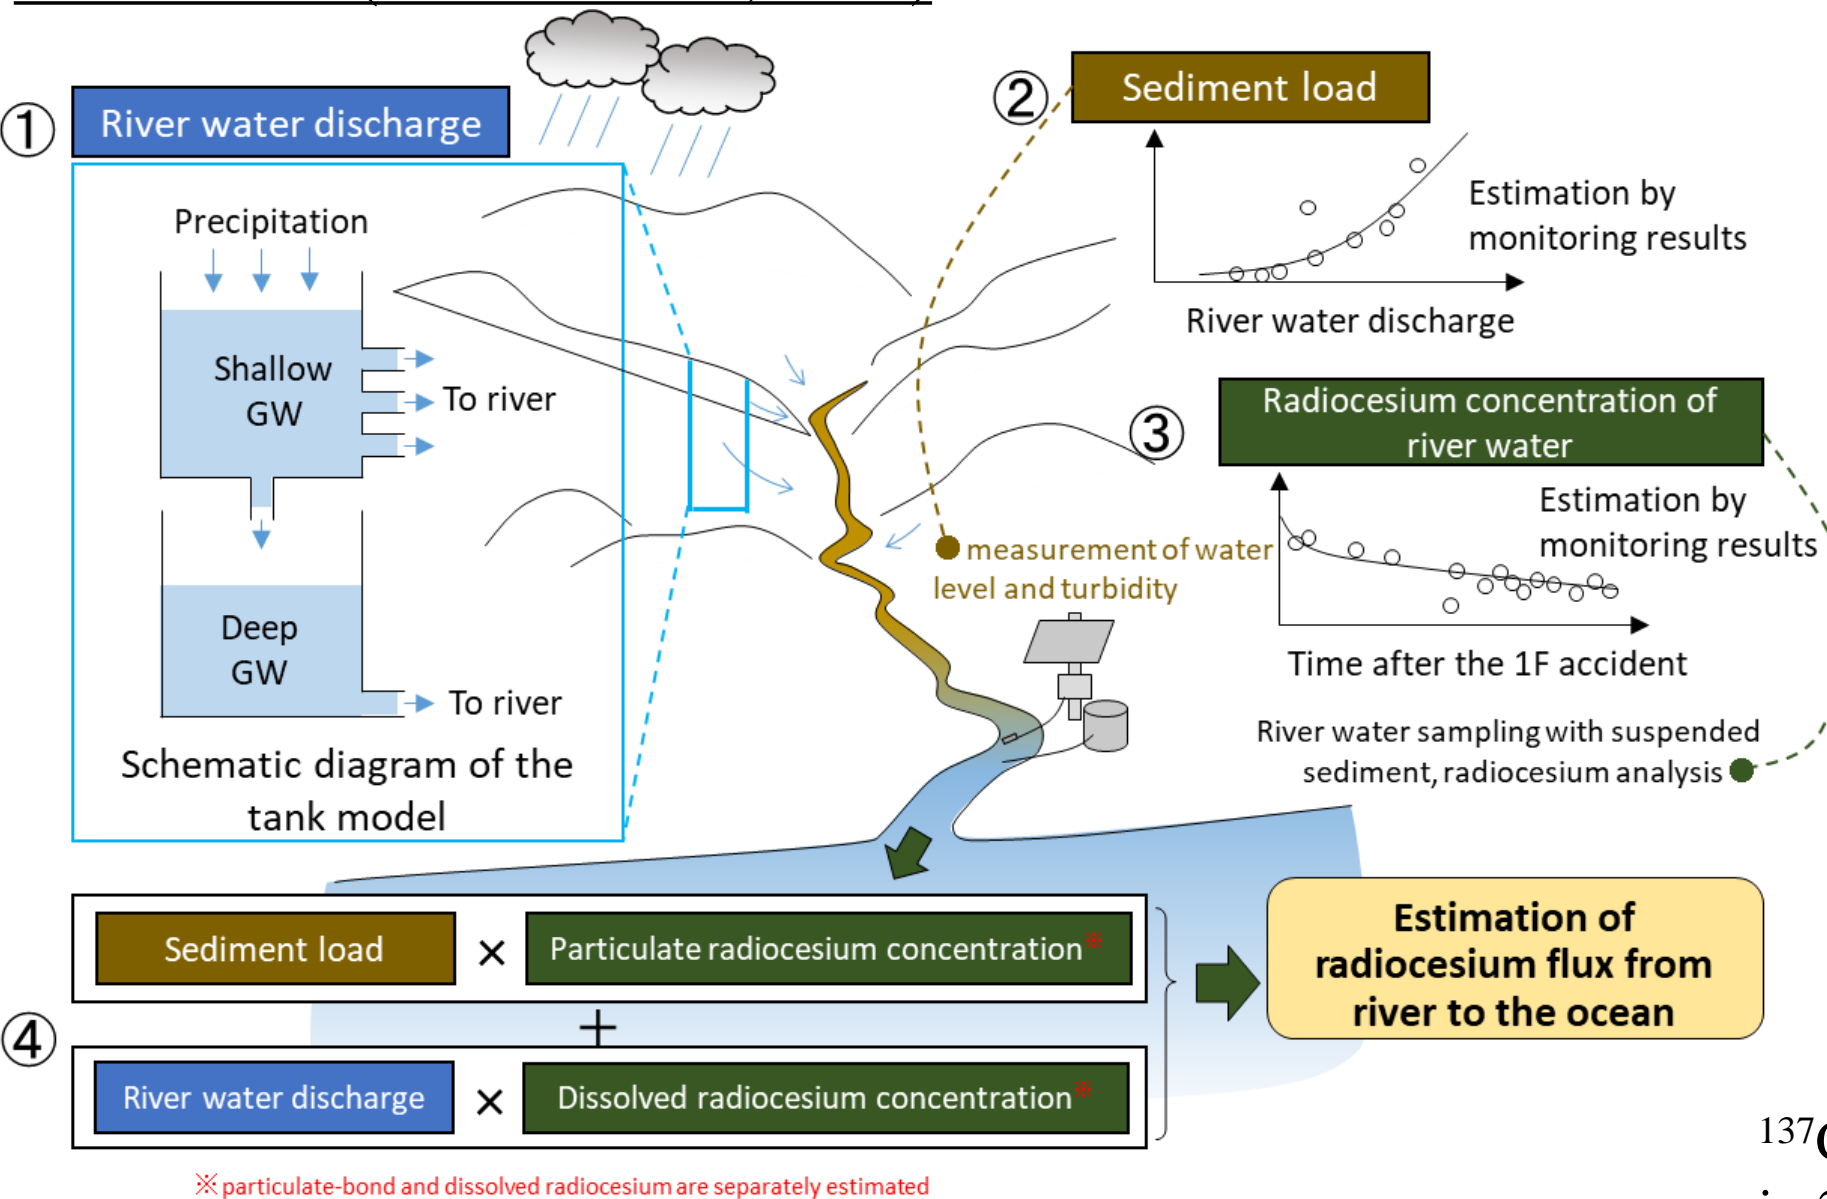 ① River water discharge
Precipitation
Shallow
GW
To river
Deep
GW
To river
Schematic diagram of the
tank model
② Sediment load
Estimation by
monitoring results
River water discharge
measurement of water
level and turbidity
③ Radiocesium concentration of
river water
Estimation by
monitoring results
Time after the 1F accident
River water sampling with suspended
sediment, radiocesium analysis
④
Sediment load × Particulate radiocesium concentration※
+
River water discharge × Dissolved radiocesium concentration※
Estimation of
radiocesium flux from
river to the ocean
※ particulate-bond and dissolved radiocesium are separately estimated
137